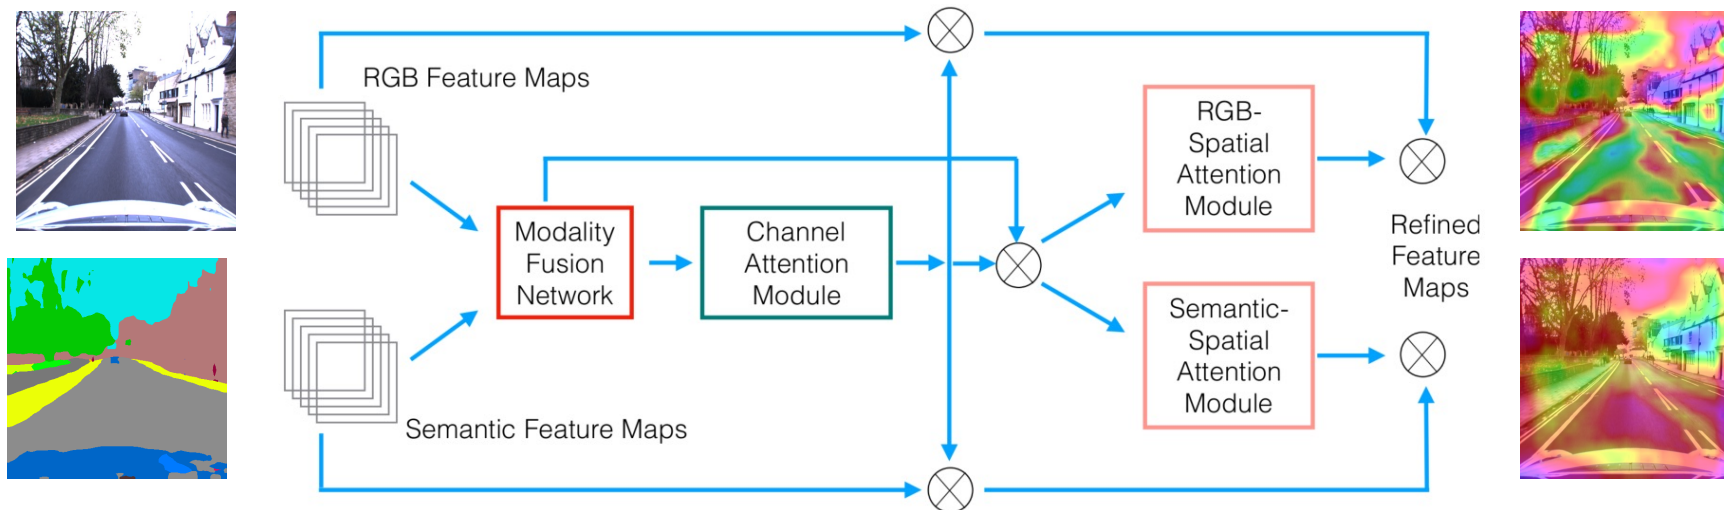 RGB Feature Maps
Semantic Feature Maps
Modality
Fusion
Network
Channel
Attention
Module
RGB-
Spatial
Attention
Module
Semantic-
Spatial
Attention
Module
Refined
Feature
Maps